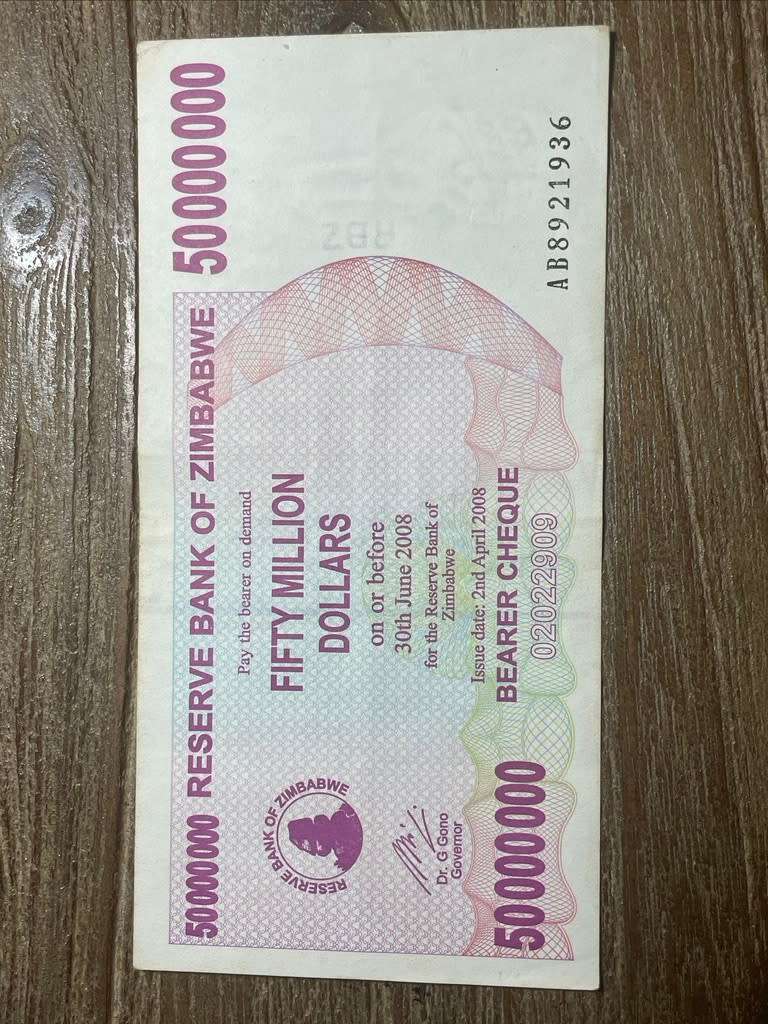 50000000 RESERVE BANK OF ZIMBABWE 50000000
Pay the bearer on demand
FIFTY MILLION
DOLLARS
on or before
30th June 2008
for the Reserve Bank of
Zimbabwe
RESERVE BANK OF ZIMBABWE
Dr. G Gono
Governor
Issue date: 2nd April 2008
BEARER CHEQUE
50000000
02022909
AB8921936
RBZ